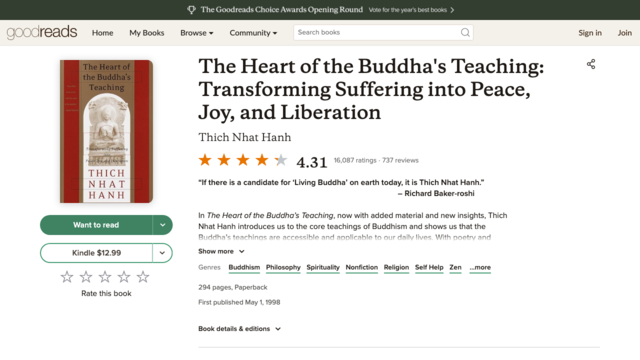 The Goodreads Choice Awards Opening Round Vote for the year's best books
goodreads Home My Books Browse Community Search books Sign in Join
The Heart of
the Buddha's
Teaching
THICH
NHAT
HANH
Want to read
Kindle $12.99
Rate this book
The Heart of the Buddha's Teaching:
Transforming Suffering into Peace,
Joy, and Liberation
Thich Nhat Hanh
4.31 16,087 ratings · 737 reviews
“If there is a candidate for ‘Living Buddha’ on earth today, it is Thich Nhat Hanh.”
– Richard Baker-roshi
In The Heart of the Buddha’s Teaching, now with added material and new insights, Thich
Nhat Hanh introduces us to the core teachings of Buddhism and shows us that the
Buddha’s teachings are accessible and applicable to our daily lives. With poetry and
Show more
Genres Buddhism Philosophy Spirituality Nonfiction Religion Self Help Zen ...more
294 pages, Paperback
First published May 1, 1998
Book details & editions